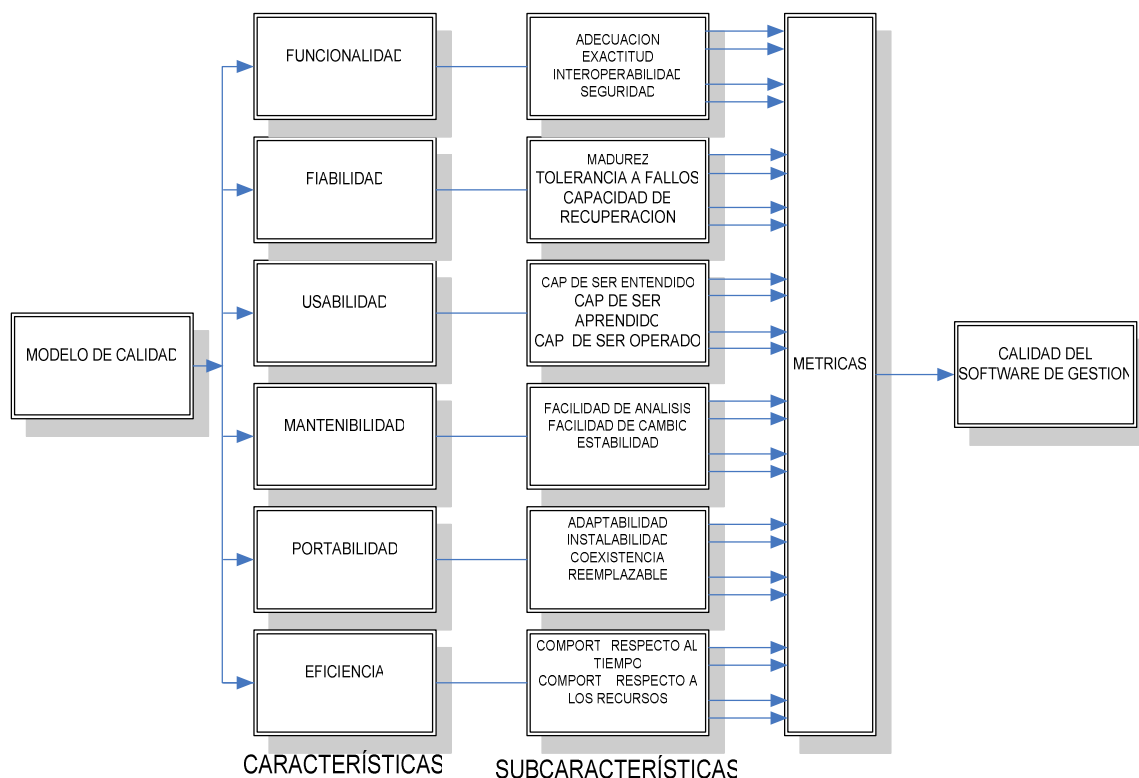 MODELO DE CALIDAD
FUNCIONALIDAD
FIABILIDAD
USABILIDAD
MANTENIBILIDAD
PORTABILIDAD
EFICIENCIA
CARACTERÍSTICAS
ADECUACION
EXACTITUD
INTEROPERABILIDAD
SEGURIDAD
MADUREZ
TOLERANCIA A FALLOS
CAPACIDAD DE
RECUPERACION
CAP DE SER ENTENDIDO
CAP DE SER
APRENDIDO
CAP DE SER OPERADO
FACILIDAD DE ANALISIS
FACILIDAD DE CAMBIO
ESTABILIDAD
ADAPTABILIDAD
INSTALABILIDAD
COEXISTENCIA
REEMPLAZABLE
COMPORT RESPECTO AL
TIEMPO
COMPORT RESPECTO A
LOS RECURSOS
SUBCARACTERÍSTICAS
METRICAS
CALIDAD DEL
SOFTWARE DE GESTION